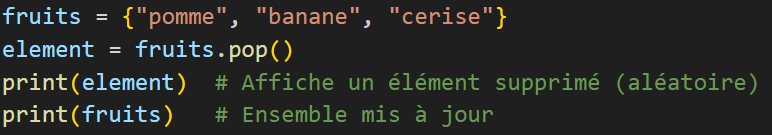 fruits = {"pomme", "banane", "cerise"}
element = fruits.pop()
print(element)  # Affiche un élément supprimé (aléatoire)
print(fruits)   # Ensemble mis à jour